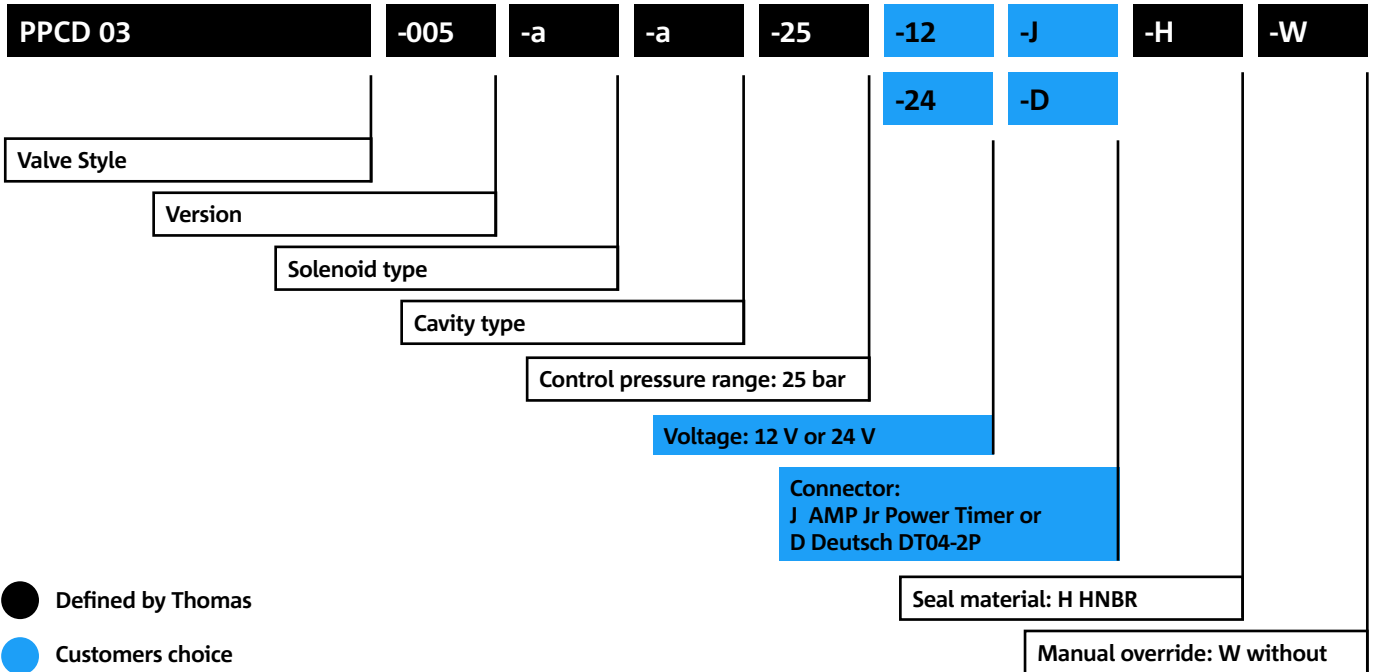 PPCD 03 -005 -a -a -25 -12 -J -H -W
-24 -D
Valve Style
Version
Solenoid type
Cavity type
Control pressure range: 25 bar
Voltage: 12 V or 24 V
Connector:
J AMP Jr Power Timer or
D Deutsch DT04-2P
Defined by Thomas
Seal material: H HNBR
Customers choice
Manual override: W without